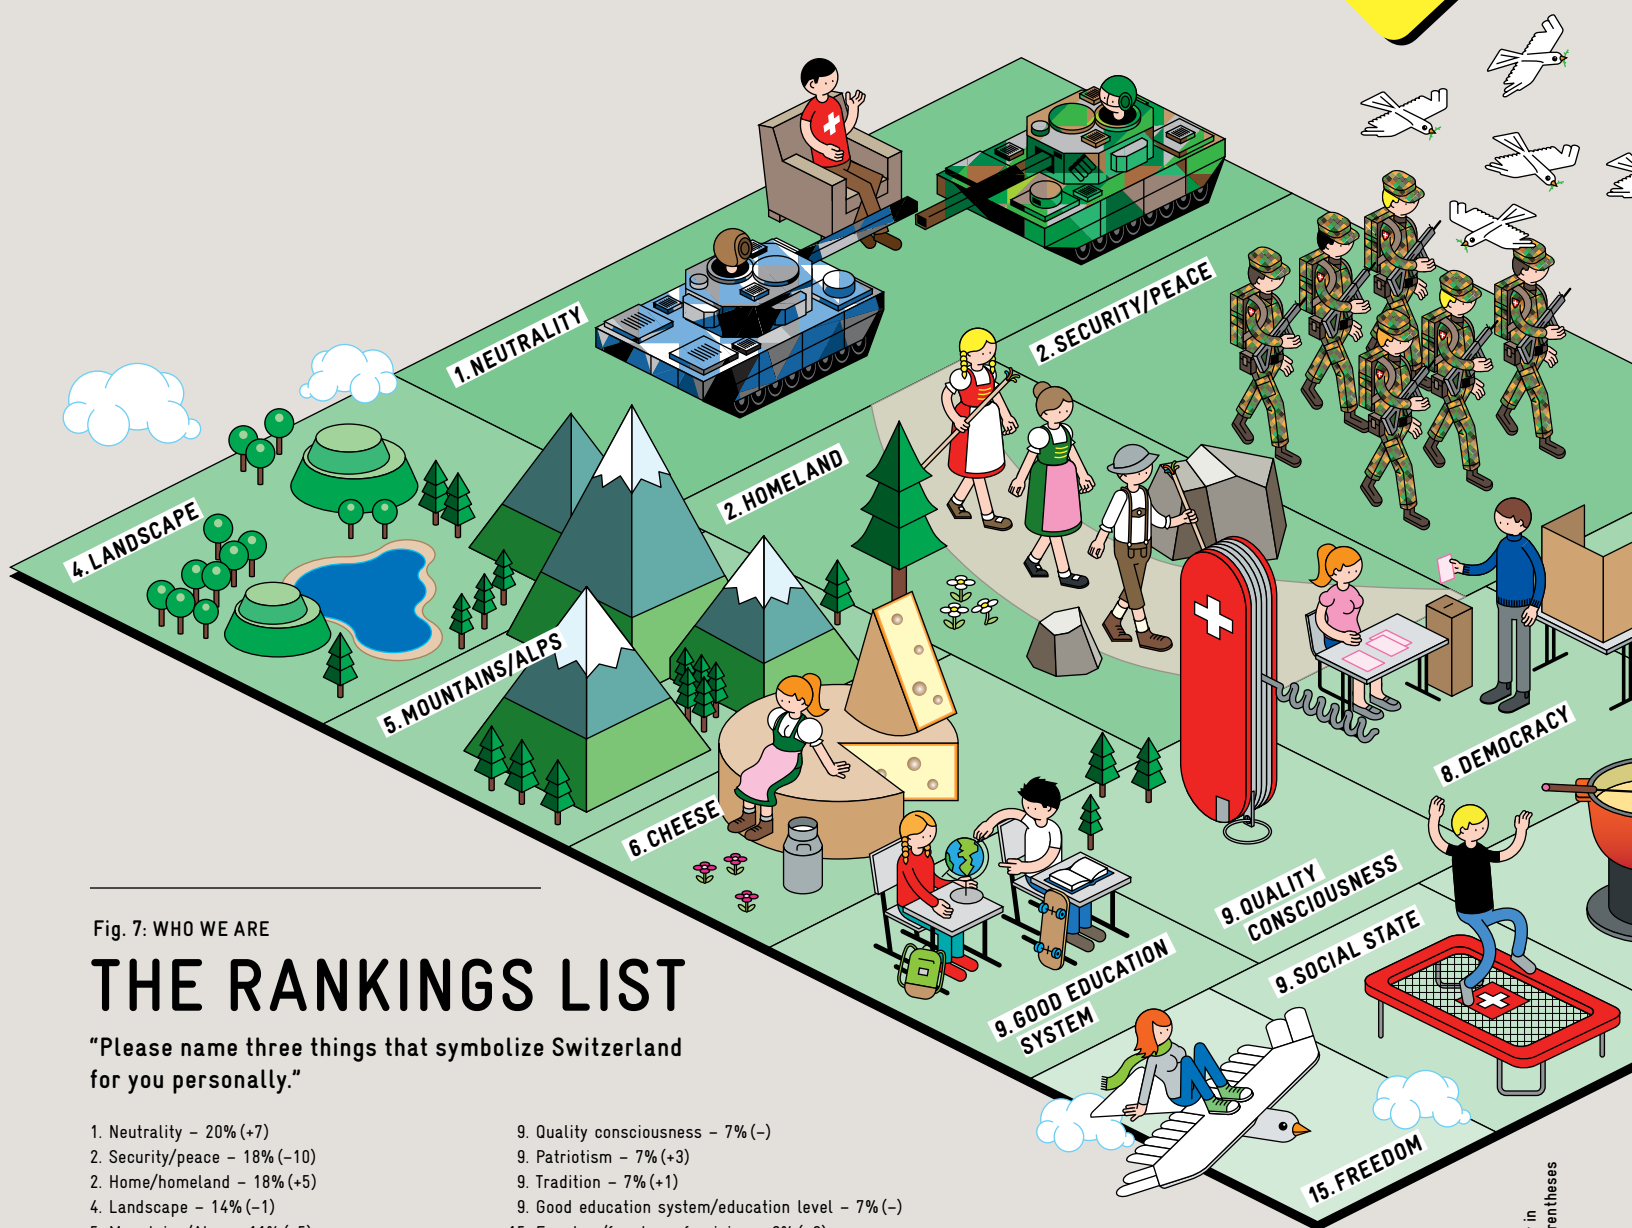 1. NEUTRALITY
2. SECURITY/PEACE
2. HOMELAND
4. LANDSCAPE
5. MOUNTAINS/ALPS
6. CHEESE
8. DEMOCRACY
9. QUALITY
CONSCIOUSNESS
9. SOCIAL STATE
9. GOOD EDUCATION
SYSTEM
15. FREEDOM
Fig. 7: WHO WE ARE
THE RANKINGS LIST
“Please name three things that symbolize Switzerland
for you personally.”
1. Neutrality – 20% (+7)
2. Security/peace – 18% (–10)
2. Home/homeland – 18% (+5)
4. Landscape – 14% (–1)
9. Quality consciousness – 7% (–)
9. Patriotism – 7% (+3)
9. Tradition – 7% (+1)
9. Good education system/education level – 7% (–)
in